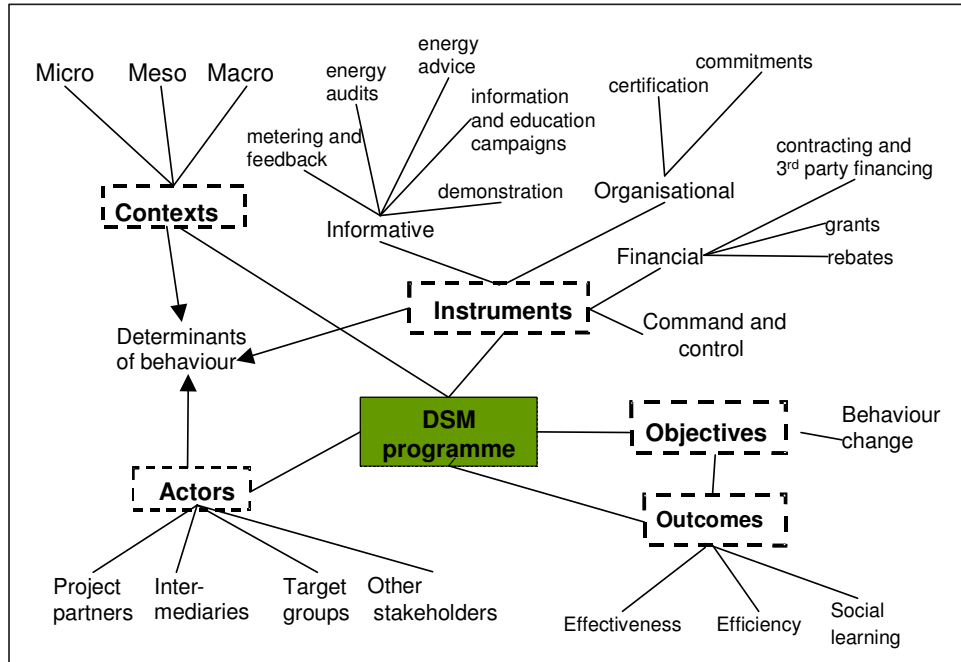 Micro
Meso
Macro
Contexts
energy
audits
energy
advice
metering and
feedback
information
and education
campaigns
demonstration
Informative
certification
commitments
Organisational
contracting and
3rd party financing
grants
rebates
Financial
Instruments
Command and
control
Determinants
of behaviour
DSM
programme
Objectives
Behaviour
change
Actors
Outcomes
Project
partners
Inter-
mediaries
Target
groups
Other
stakeholders
Effectiveness
Efficiency
Social
learning